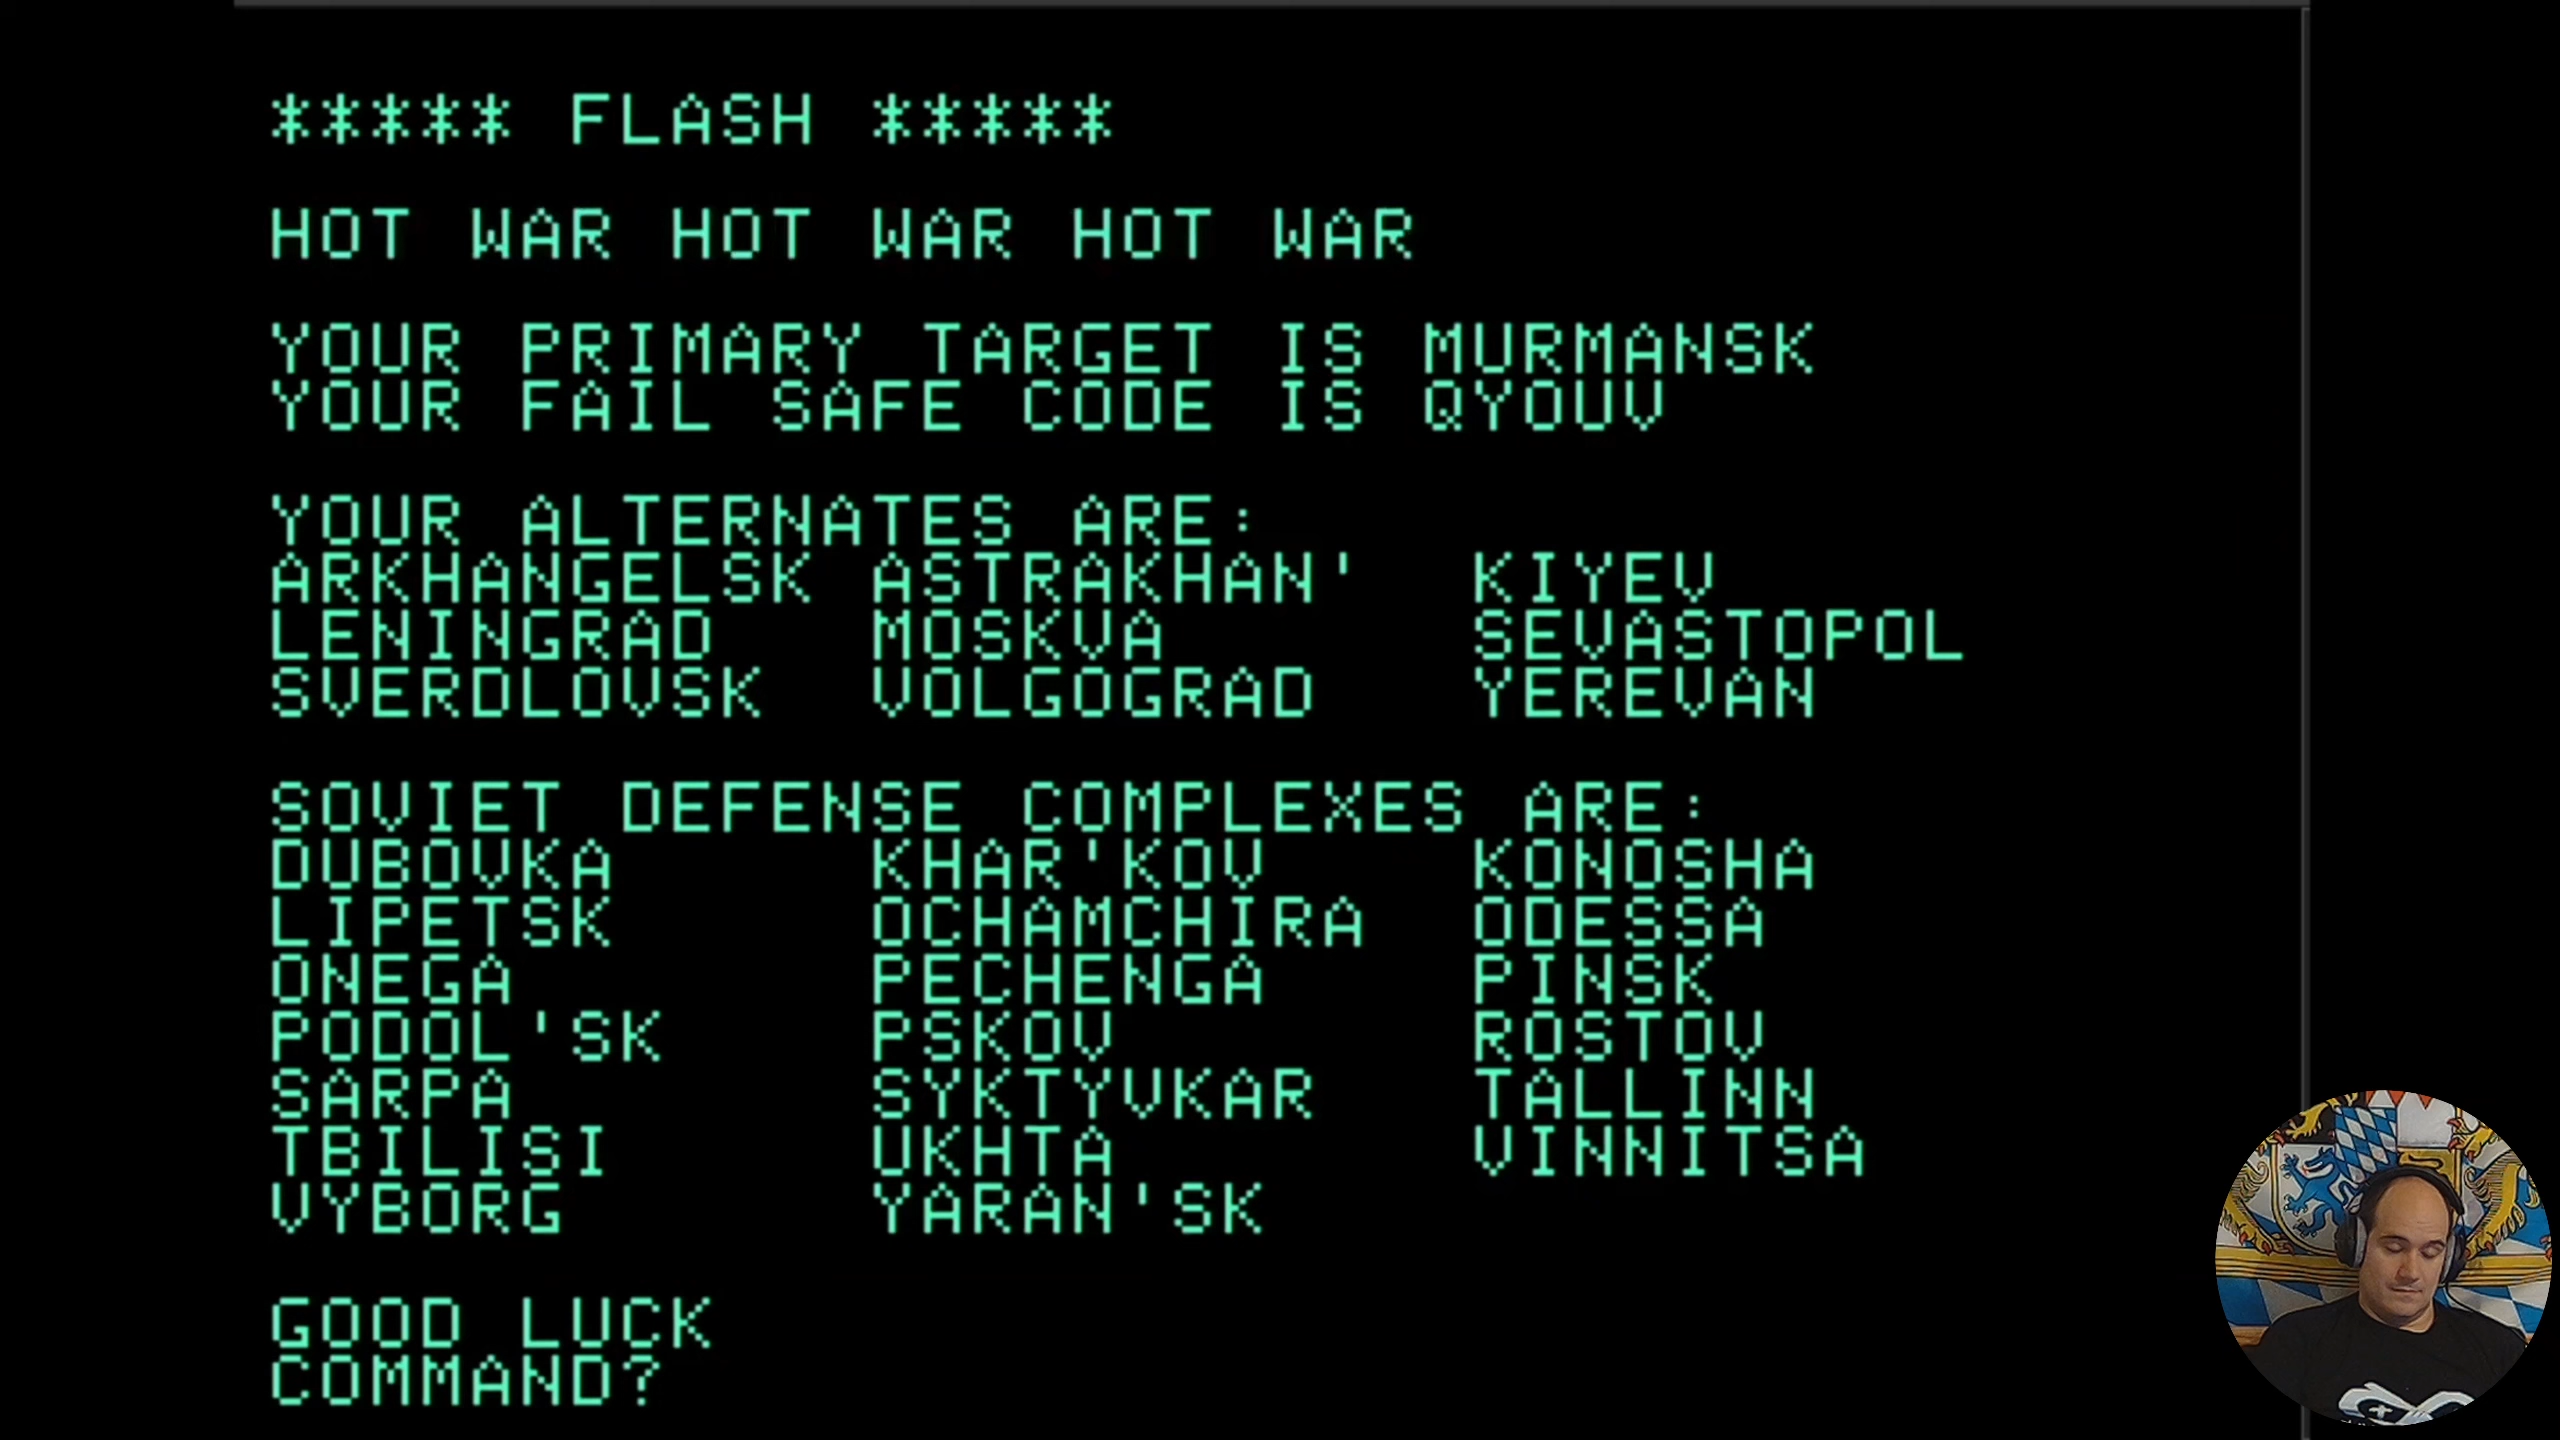 ***** FLASH *****
HOT WAR HOT WAR HOT WAR
YOUR PRIMARY TARGET IS MURMANSK
YOUR FAIL SAFE CODE IS QYOUV
YOUR ALTERNATES ARE:
ARKHANGELSK ASTRAKHAN' KIYEV
LENINGRAD MOSKVA SEVASTOPOL
SVERDLOVSK VOLGOGRAD YEREVAN
SOVIET DEFENSE COMPLEXES ARE:
DUBOVKA KHAR'KOV KONOSHA
LIPETSK OCHAMCHIRA ODESSA
ONEGA PECHENGA PINSK
PODOL'SK PSKOV ROSTOV
SARPA SYKTYVKAR TALLINN
TBILISI UKHTA VINNITSA
VYBORG YARAN'SK
GOOD LUCK
COMMAND?